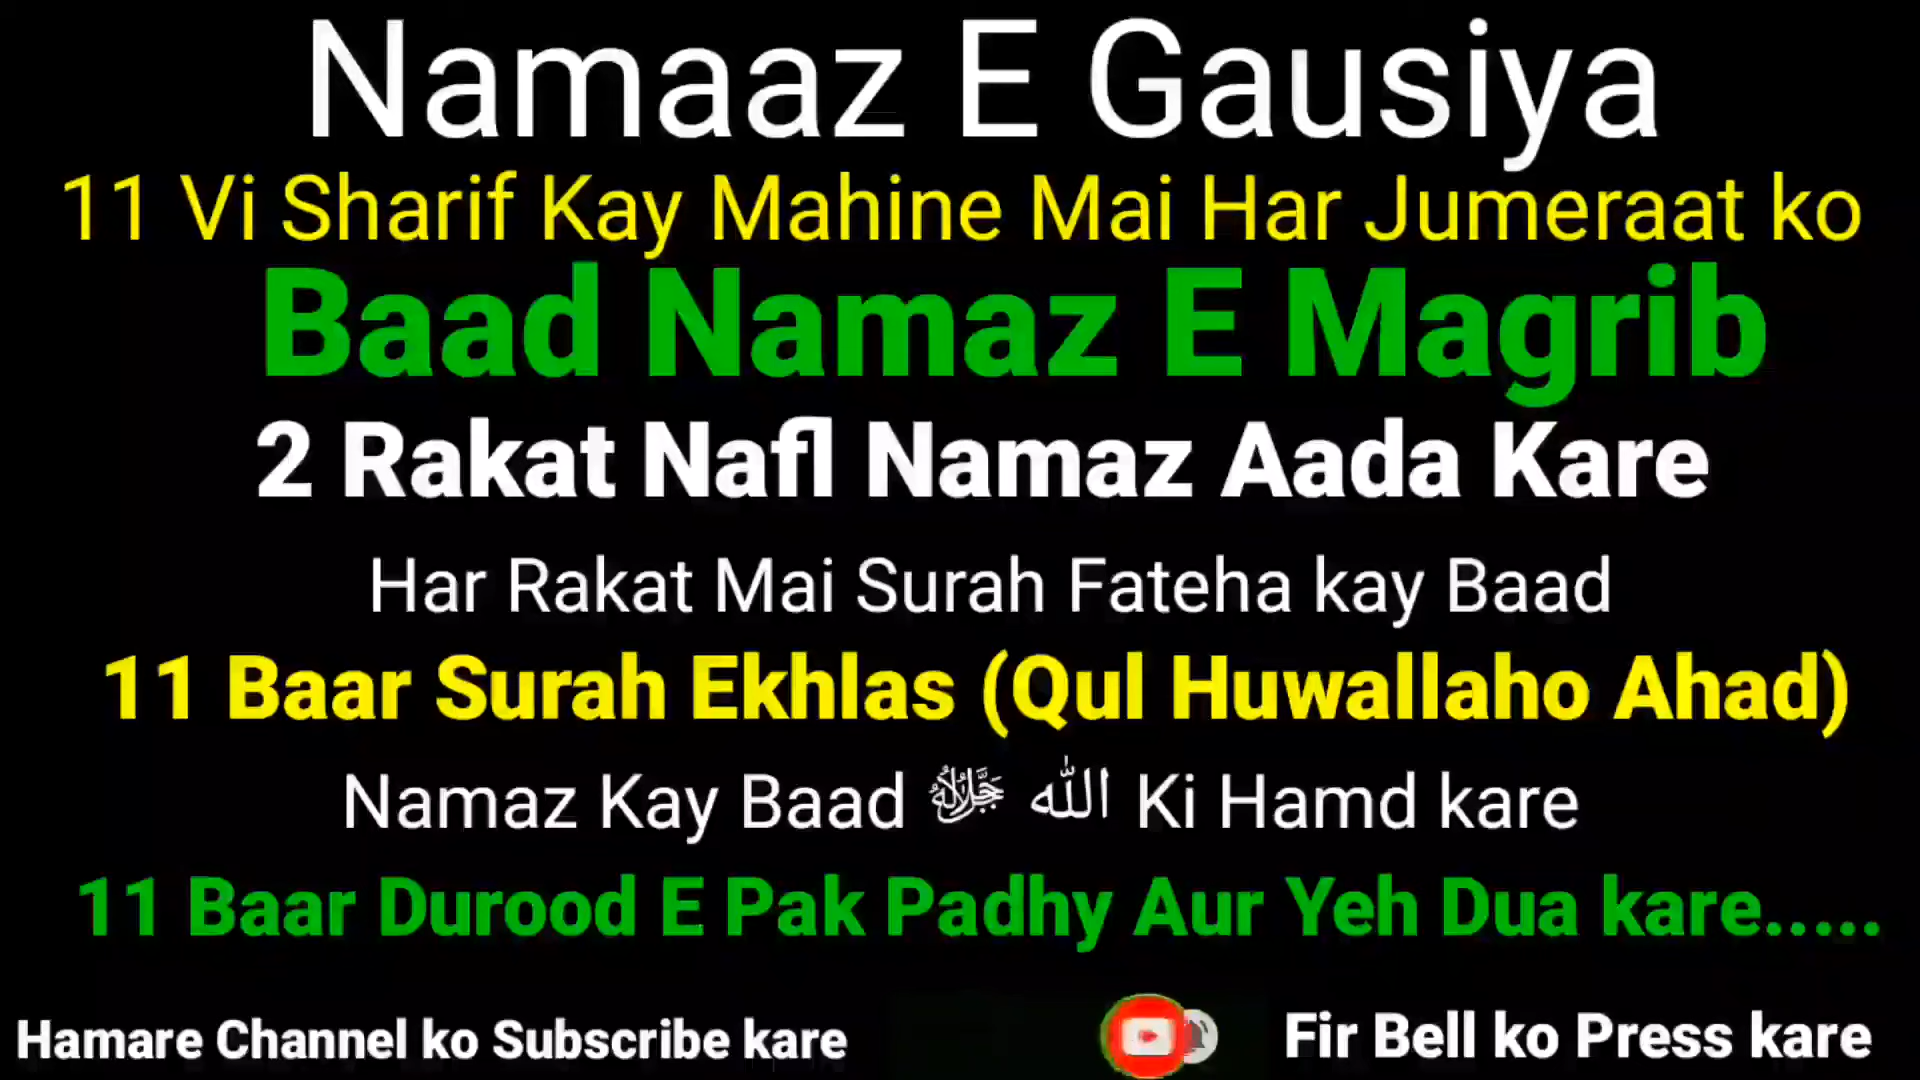 Namaaz E Gausiya
11 Vi Sharif Kay Mahine Mai Har Jumeraat ko
Baad Namaz E Magrib
2 Rakat Nafl Namaz Aada Kare
Har Rakat Mai Surah Fateha kay Baad
11 Baar Surah Ekhlas (Qul Huwallaho Ahad)
Namaz Kay Baad الله ﷻ Ki Hamd kare
11 Baar Durood E Pak Padhy Aur Yeh Dua kare.....
Hamare Channel ko Subscribe kare Fir Bell ko Press kare